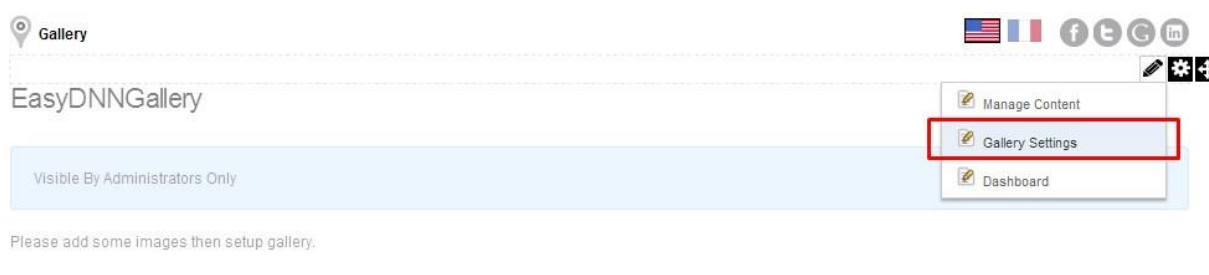 Gallery
EasyDNNGallery
Manage Content
Gallery Settings
Dashboard
Visible By Administrators Only
Please add some images then setup gallery.